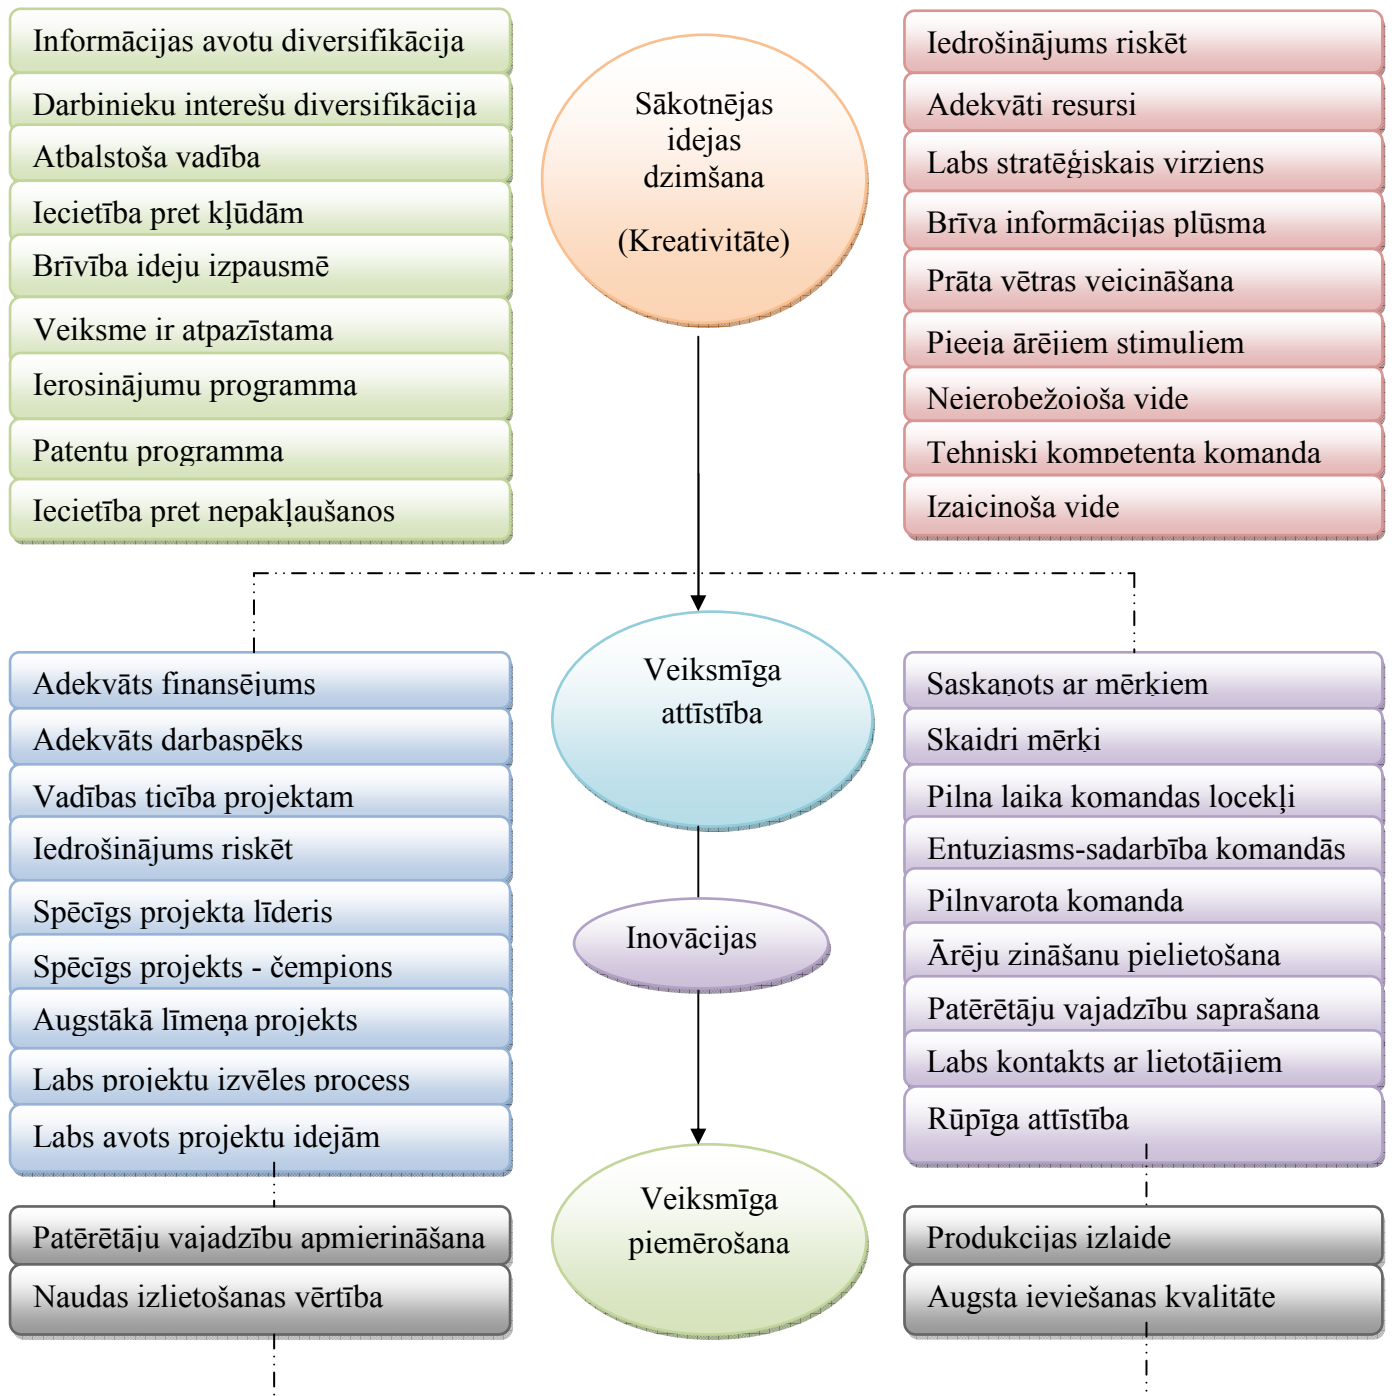 Informācijas avotu diversifikācija
Darbinieku interešu diversifikācija
Atbalstoša vadība
Iecietība pret kļūdām
Brīvība ideju izpausmē
Veiksme ir atpazīstama
Ierosinājumu programma
Patentu programma
Iecietība pret nepakļaušanos
Sākotnējas
idejas
dzimšana
(Kreativitāte)
Iedrošinājums riskēt
Adekvāti resursi
Labs stratēģiskais virziens
Brīva informācijas plūsma
Prāta vētras veicināšana
Pieeja ārējiem stimuliem
Neierobežojoša vide
Tehniski kompetenta komanda
Izaicinoša vide
Adekvāts finansējums
Adekvāts darbaspēks
Vadības ticība projektam
Iedrošinājums riskēt
Spēcīgs projekta līderis
Spēcīgs projekts - čempions
Augstākā līmeņa projekts
Labs projektu izvēles process
Labs avots projektu idejām
Veiksmīga
attīstība
Inovācijas
Saskaņots ar mērķiem
Skaidri mērķi
Pilna laika komandas locekļi
Entuziasms-sadarbība komandās
Pilnvarota komanda
Ārēju zināšanu pielietošana
Patērētāju vajadzību saprašana
Labs kontakts ar lietotājiem
Rūpīga attīstība
Patērētāju vajadzību apmierināšana
Naudas izlietošanas vērtība
Veiksmīga
piemērošana
Produkcijas izlaide
Augsta ieviešanas kvalitāte